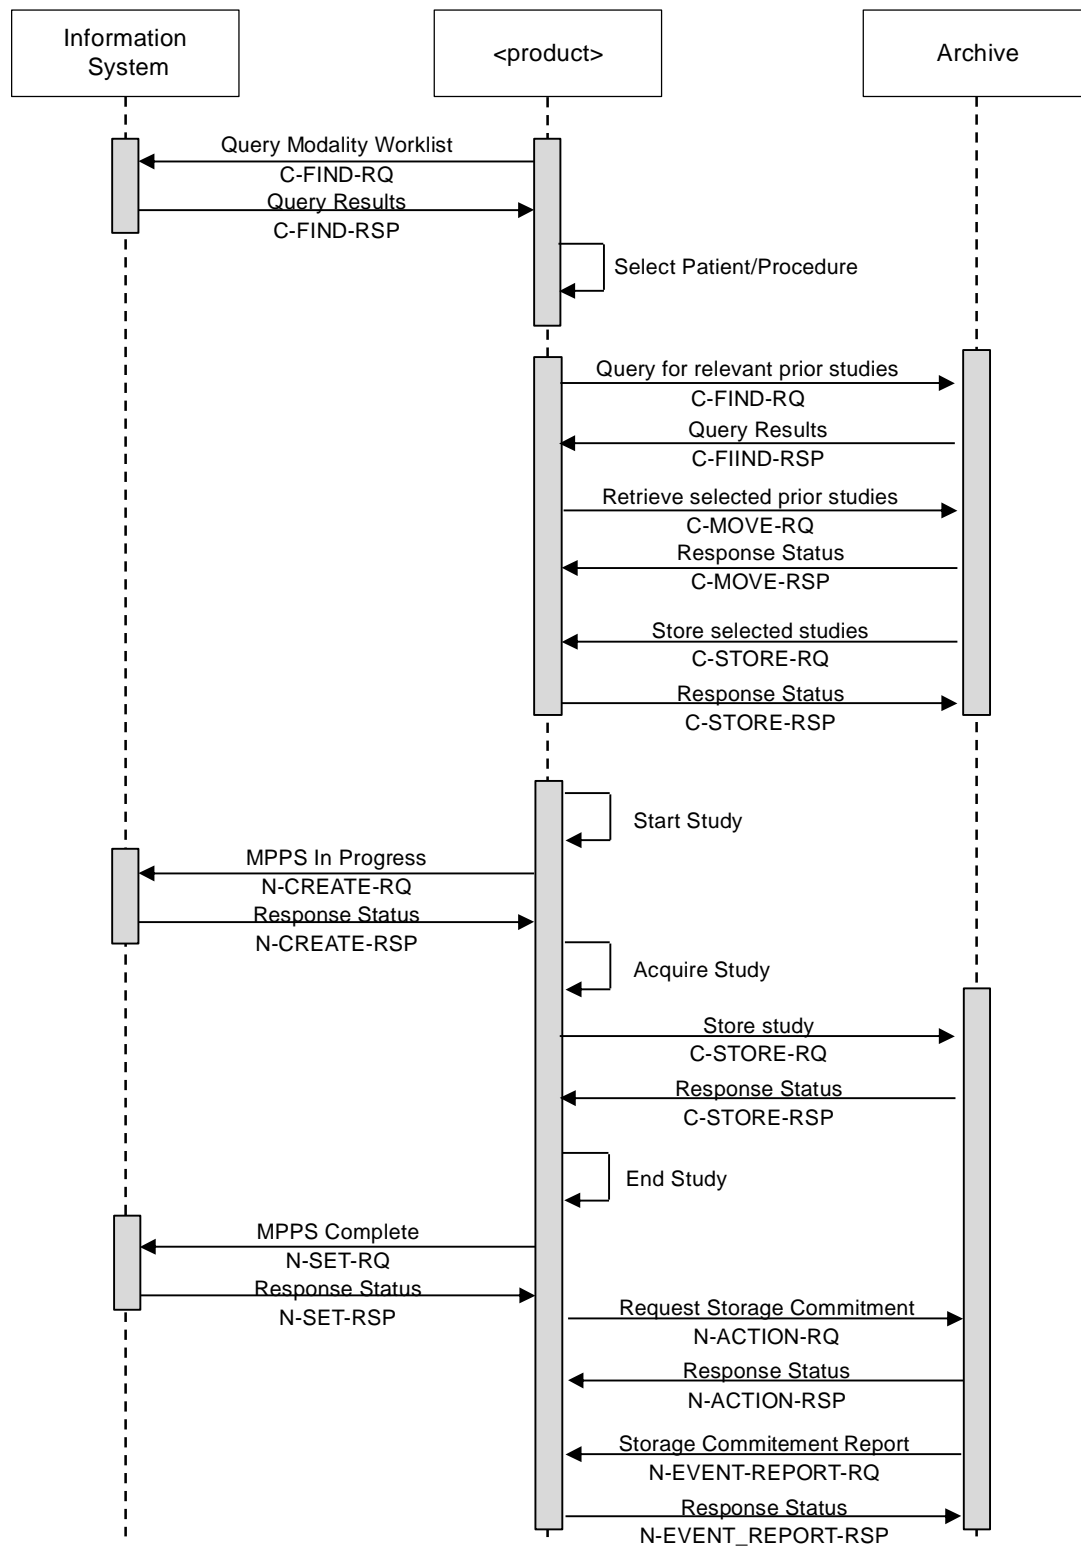 Information
System
<product>
Archive
Query Modality Worklist
C-FIND-RQ
Query Results
C-FIND-RSP
Select Patient/Procedure
Query for relevant prior studies
C-FIND-RQ
Query Results
C-FIIND-RSP
Retrieve selected prior studies
C-MOVE-RQ
Response Status
C-MOVE-RSP
Store selected studies
C-STORE-RQ
Response Status
C-STORE-RSP
Start Study
MPPS In Progress
N-CREATE-RQ
Response Status
N-CREATE-RSP
Acquire Study
Store study
C-STORE-RQ
Response Status
C-STORE-RSP
End Study
MPPS Complete
N-SET-RQ
Response Status
N-SET-RSP
Request Storage Commitment
N-ACTION-RQ
Response Status
N-ACTION-RSP
Storage Commitement Report
N-EVENT-REPORT-RQ
Response Status
N-EVENT_REPORT-RSP